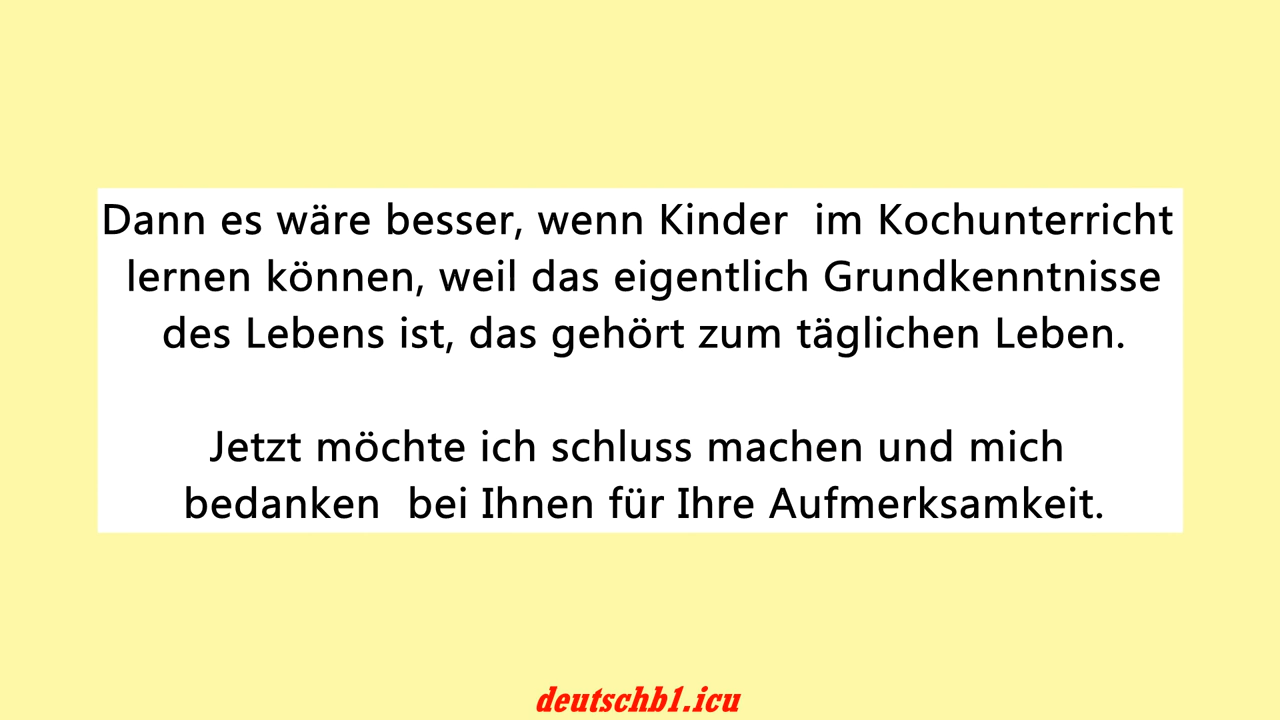 Dann es wäre besser, wenn Kinder  im Kochunterricht
lernen können, weil das eigentlich Grundkenntnisse
des Lebens ist, das gehört zum täglichen Leben.
Jetzt möchte ich schluss machen und mich
bedanken  bei Ihnen für Ihre Aufmerksamkeit.
deutschb1.icu